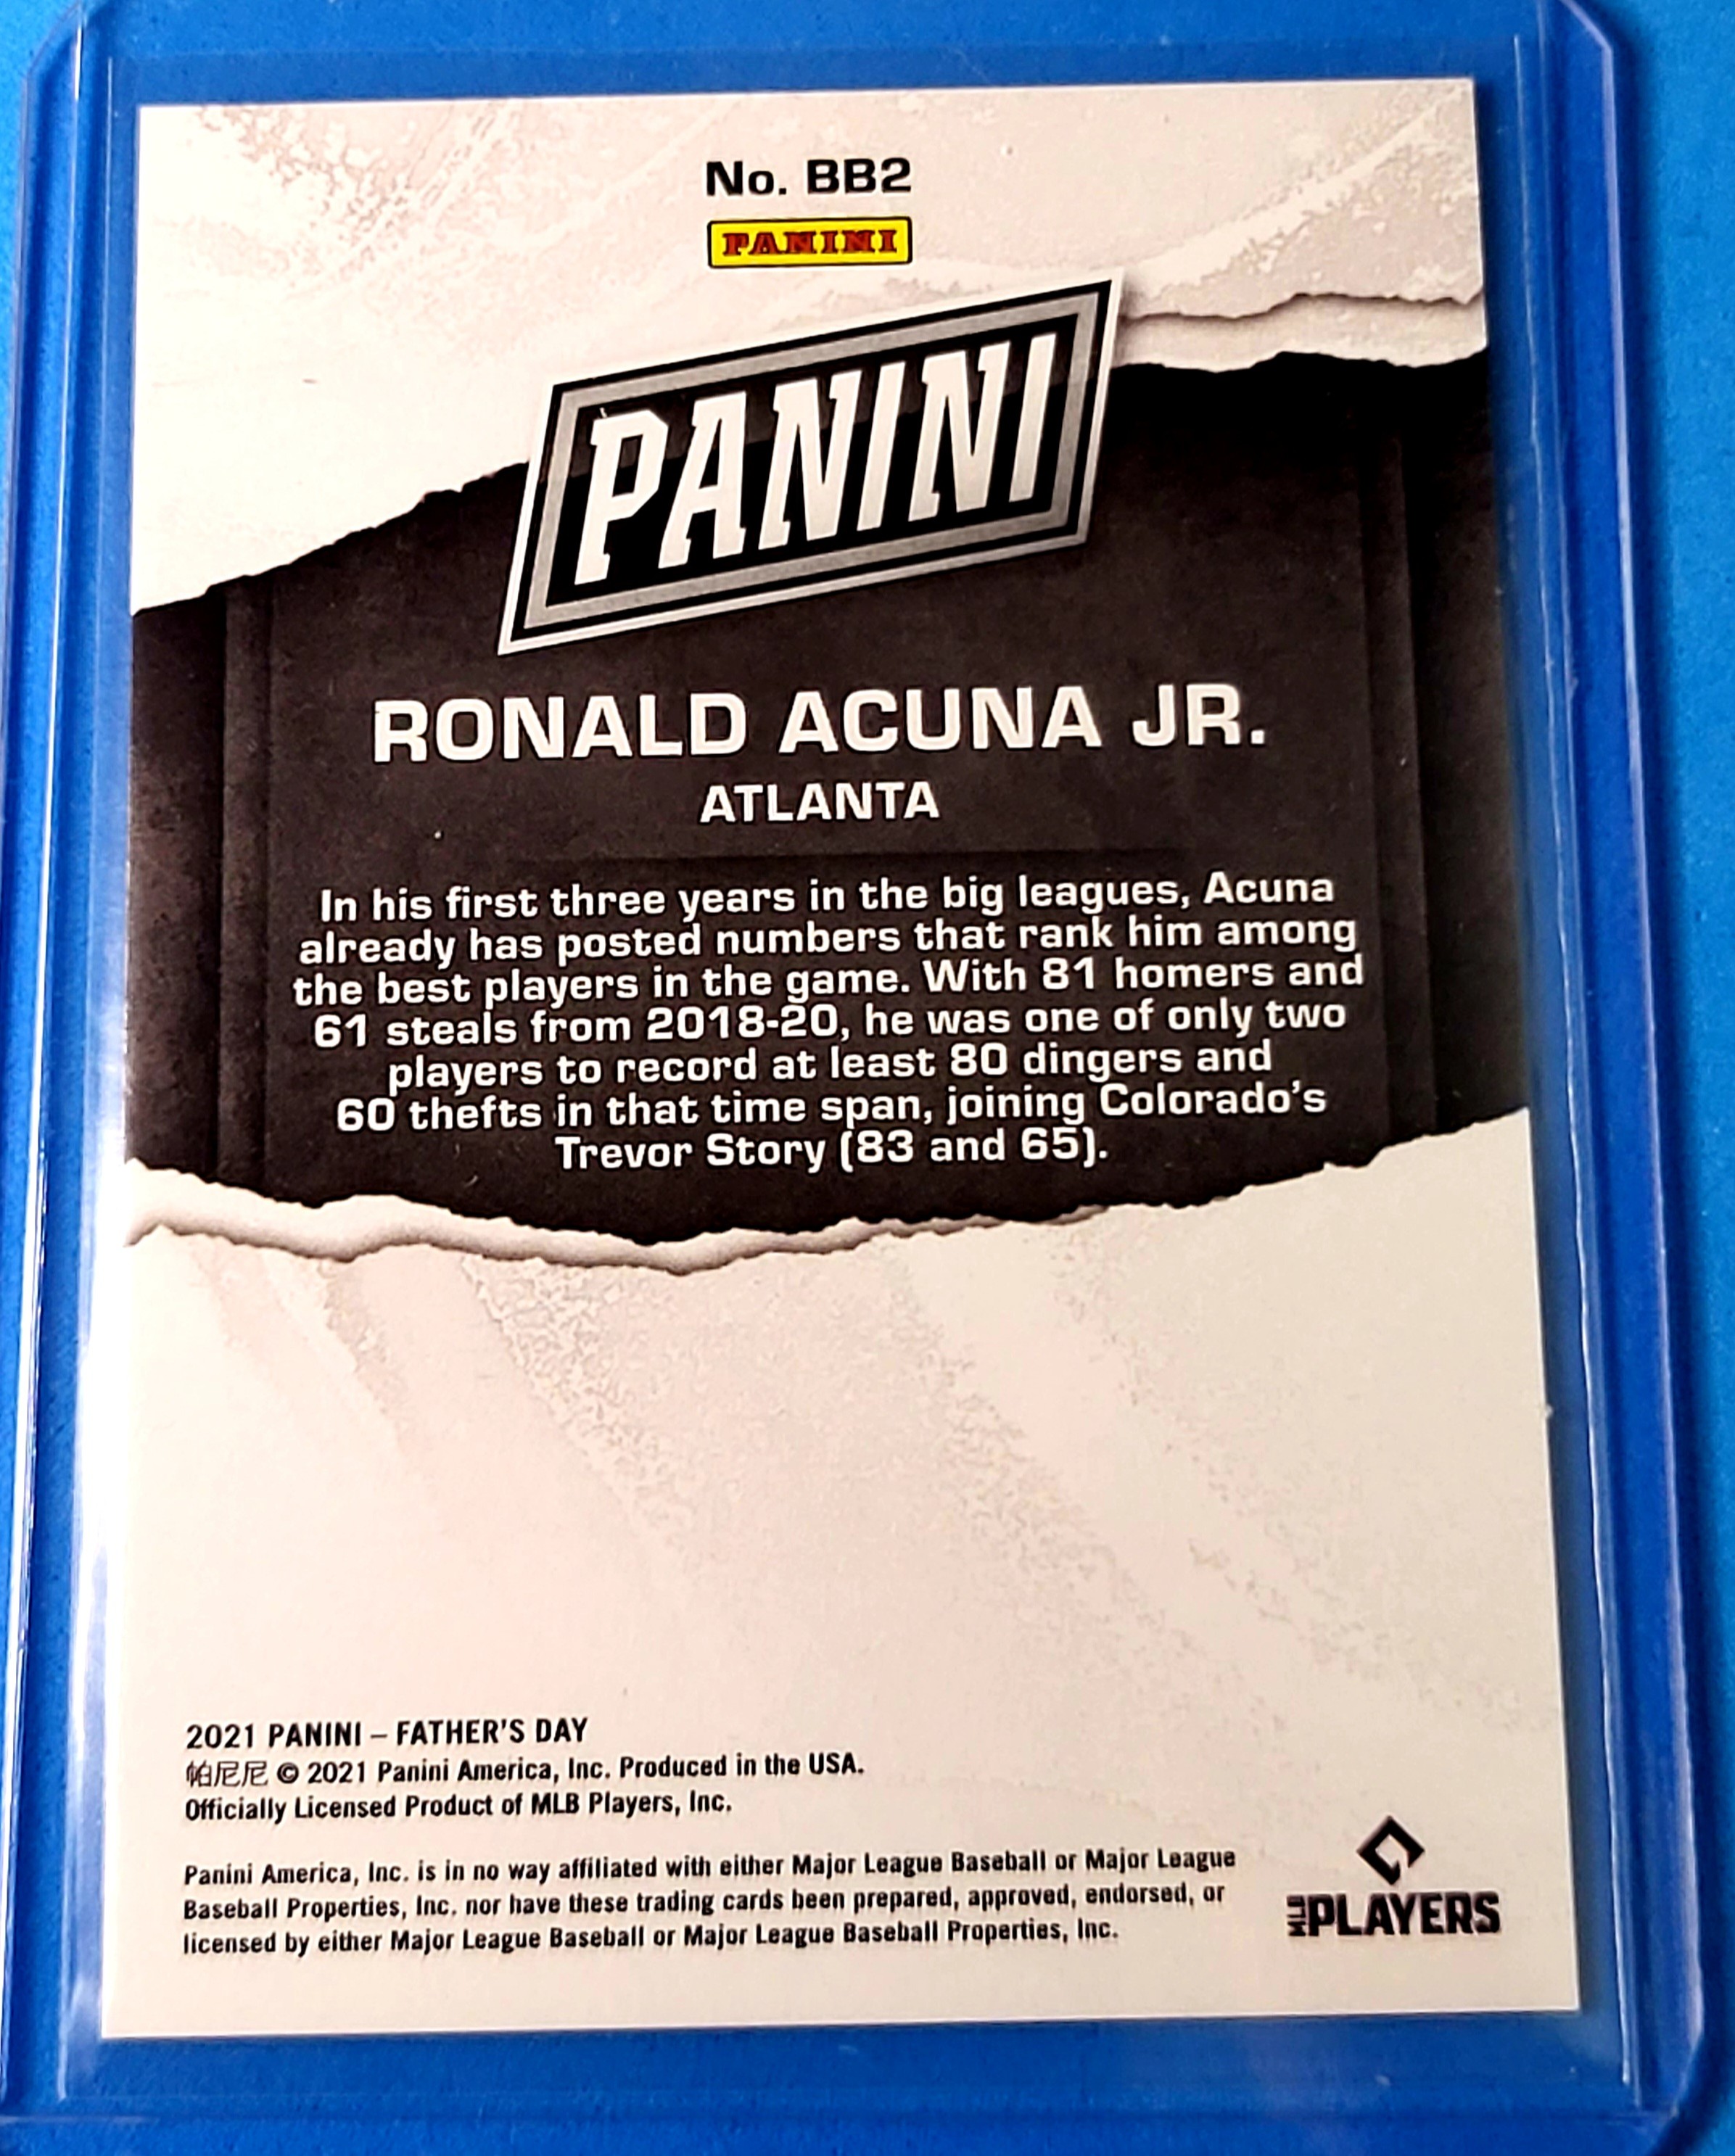 No. BB2
PANINI
PANINI
RONALD ACUNA JR.
ATLANTA
In his first three years in the big leagues, Acuna
already has posted numbers that rank him among
the best players in the game. With 81 homers and
61 steals from 2018-20, he was one of only two
players to record at least 80 dingers and
60 thefts in that time span, joining Colorado's
Trevor Story (83 and 65).
2021 PANINI – FATHER'S DAY
帕尼尼 © 2021 Panini America, Inc. Produced in the USA.
Officially Licensed Product of MLB Players, Inc.
Panini America, Inc. is in no way affiliated with either Major League Baseball or Major League
Baseball Properties, Inc. nor have these trading cards been prepared, approved, endorsed, or
licensed by either Major League Baseball or Major League Baseball Properties, Inc.
MLB PLAYERS